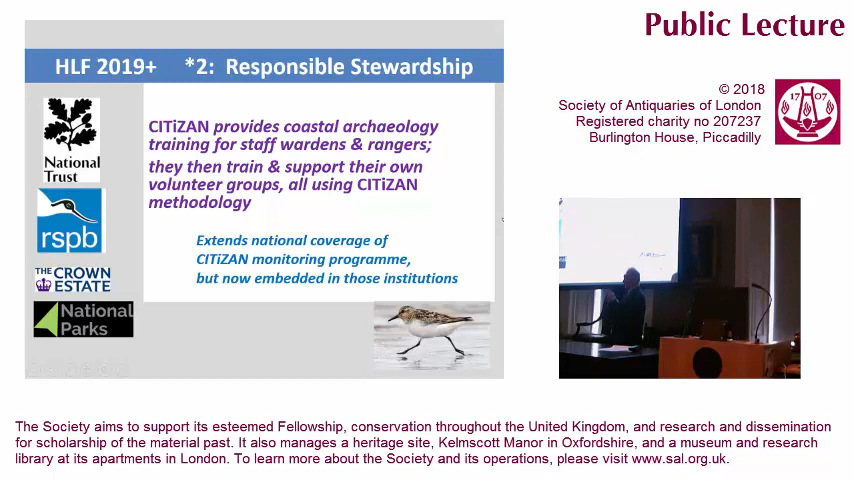 Public Lecture
HLF 2019+ *2: Responsible Stewardship
© 2018
Society of Antiquaries of London
Registered charity no 207237
Burlington House, Piccadilly
17 07
National
Trust
CITiZAN provides coastal archaeology
training for staff wardens & rangers;
they then train & support their own
volunteer groups, all using CITiZAN
methodology
rspb
Extends national coverage of
CITiZAN monitoring programme,
but now embedded in those institutions
THE CROWN
ESTATE
National
Parks
The Society aims to support its esteemed Fellowship, conservation throughout the United Kingdom, and research and dissemination
for scholarship of the material past. It also manages a heritage site, Kelmscott Manor in Oxfordshire, and a museum and research
library at its apartments in London. To learn more about the Society and its operations, please visit www.sal.org.uk.